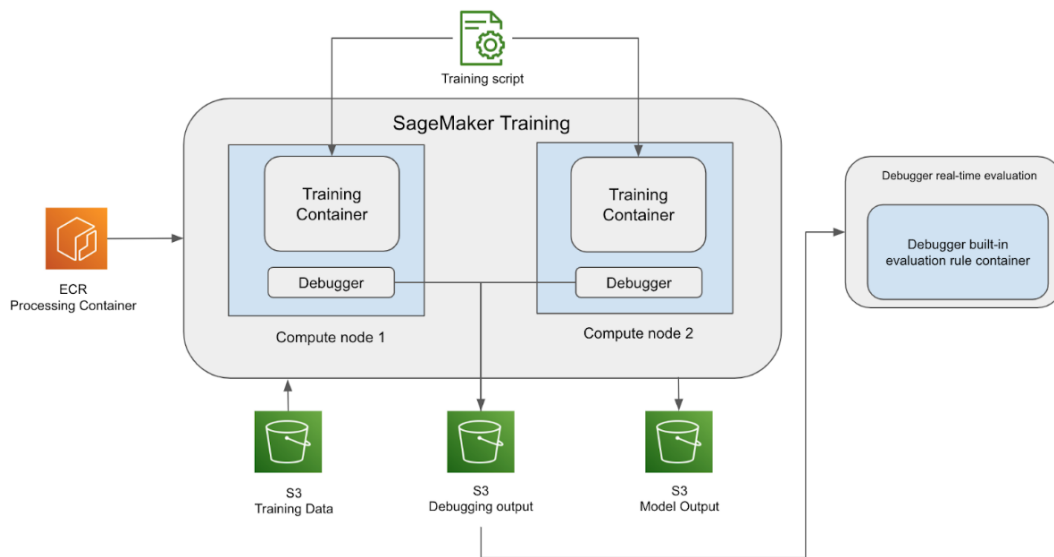 Training script
SageMaker Training
Training
Container
Training
Container
Debugger
Debugger
Compute node 1
Compute node 2
ECR
Processing Container
Debugger real-time evaluation
Debugger built-in
evaluation rule container
S3
Training Data
S3
Debugging output
S3
Model Output